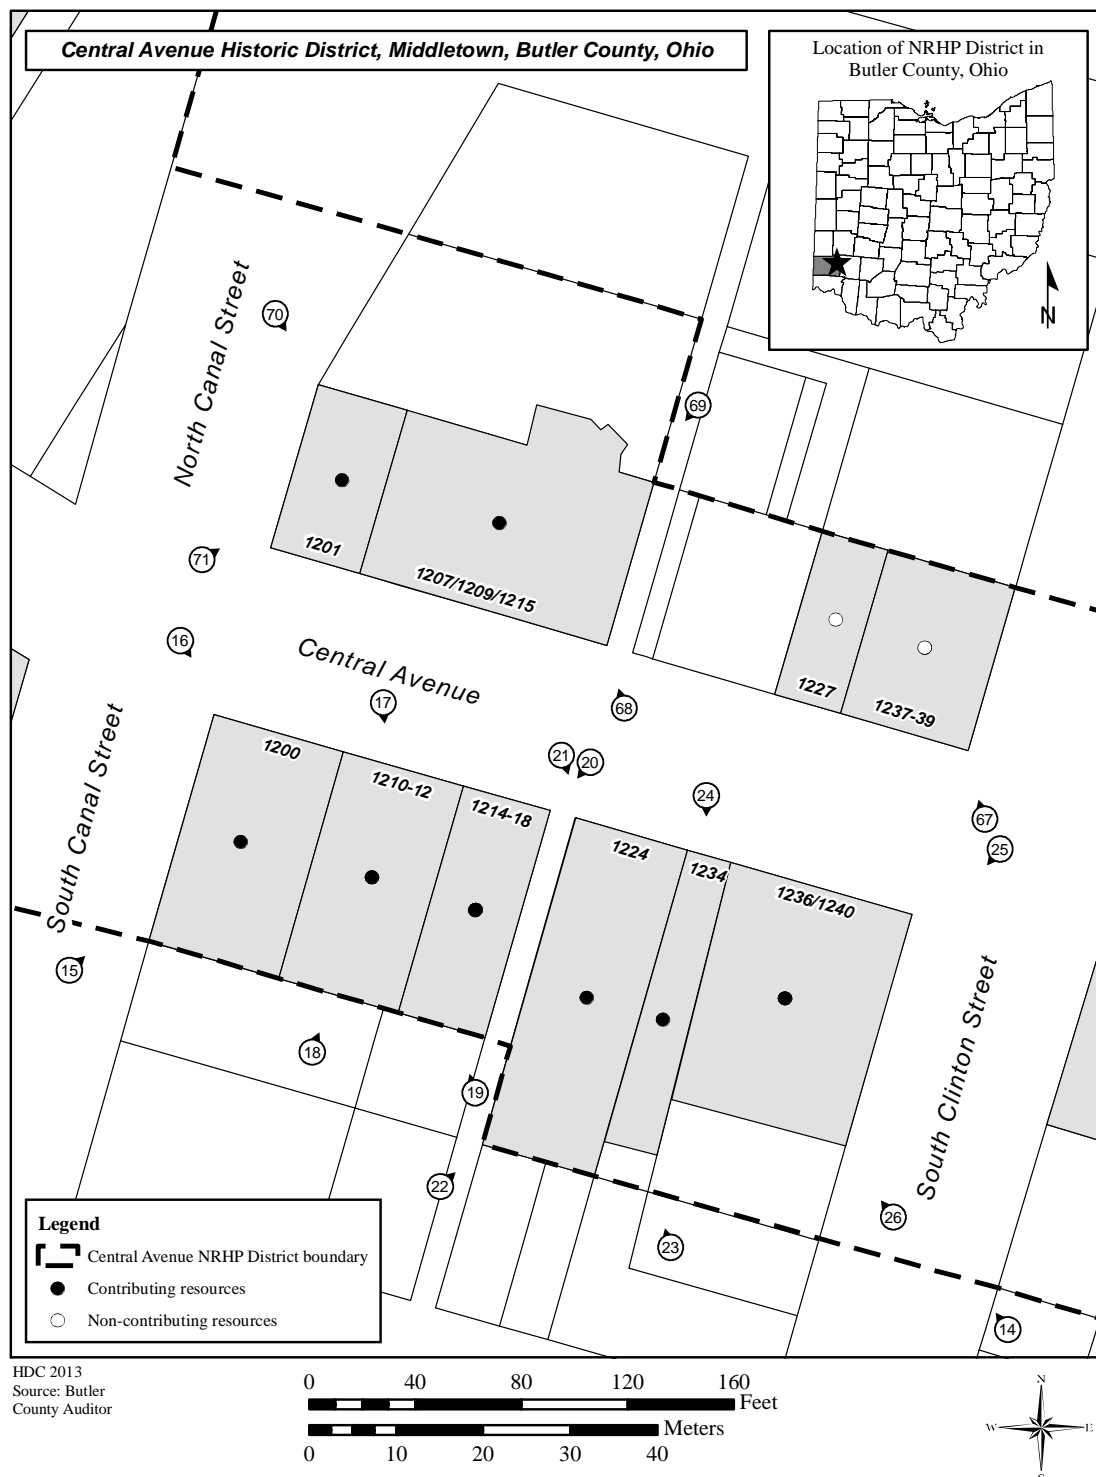 Central Avenue Historic District, Middletown, Butler County, Ohio
Location of NRHP District in
Butler County, Ohio
N
North Canal Street
70
69
1201
1207/1209/1215
71
16
Central Avenue
17
68
1227
1237-39
South Canal Street
1200
1210-12
1214-18
21
20
24
67
25
1224
1234
1236/1240
15
18
19
22
23
South Clinton Street
26
14
Legend
Central Avenue NRHP District boundary
Contributing resources
Non-contributing resources
HDC 2013
Source: Butler
County Auditor
0 40 80 120 160
Feet
Meters
0 10 20 30 40
N
W E
S